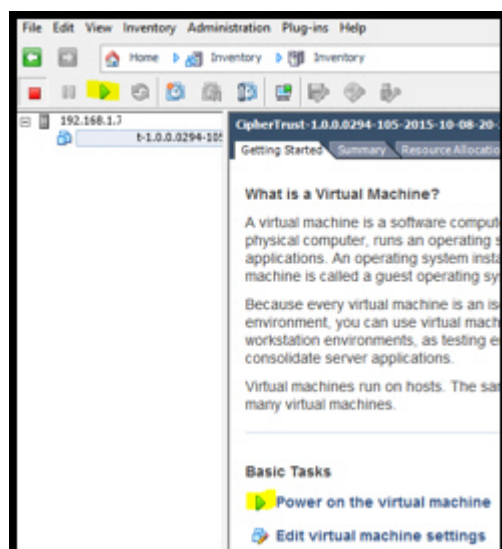 File Edit View Inventory Administration Plug-ins Help
Home Inventory Inventory
192.168.1.7
t-1.0.0.0294-105
CipherTrust-1.0.0.0294-105-2015-10-08-20-
Getting Started Summary Resource Allocatio
What is a Virtual Machine?
A virtual machine is a software comput
physical computer, runs an operating s
applications. An operating system insta
machine is called a guest operating sy
Because every virtual machine is an is
environment, you can use virtual mach
workstation environments, as testing e
consolidate server applications.
Virtual machines run on hosts. The sa
many virtual machines.
Basic Tasks
Power on the virtual machine
Edit virtual machine settings